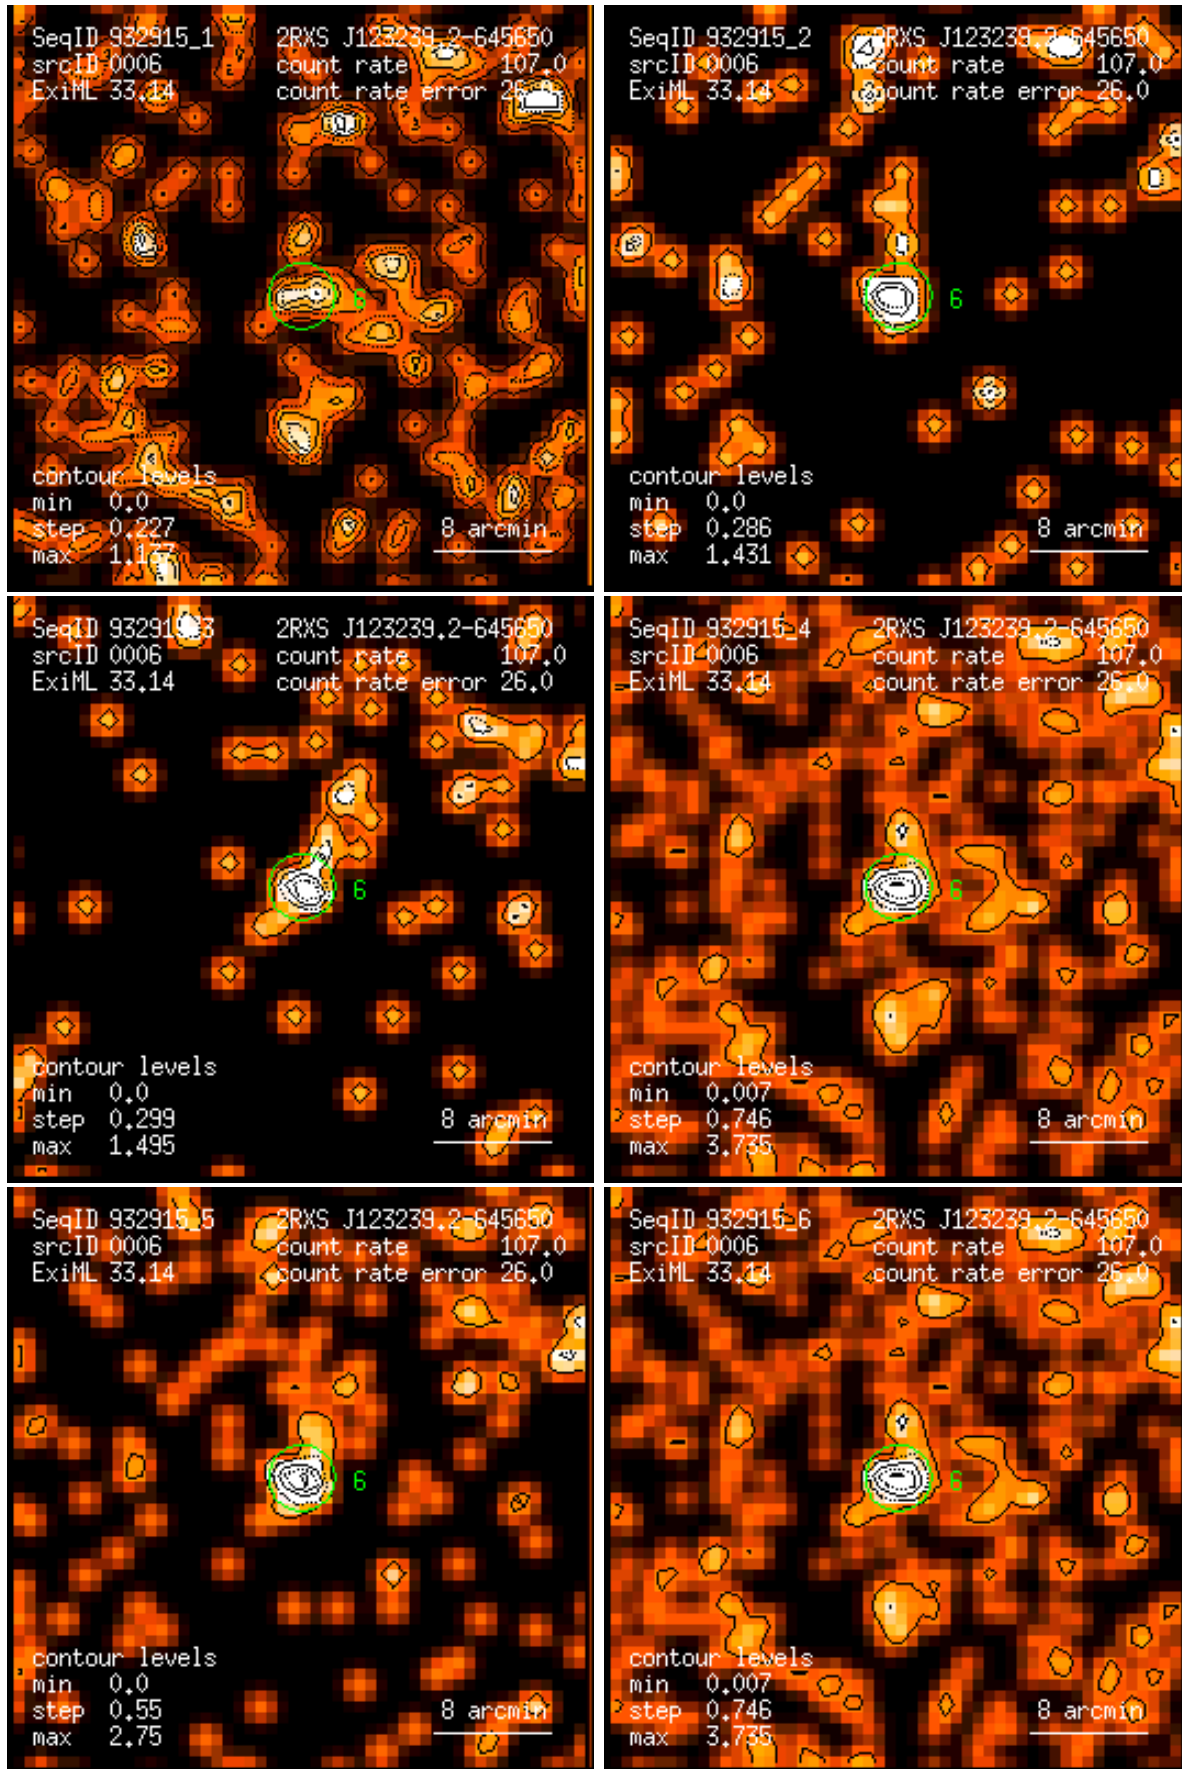 SeqID 932915_1 2RXS J123239.2-645650
srcID 0006 count rate 107.0
ExiML 33.14 count rate error 26.0
6
contour levels
min 0.0
step 0.227
max 1.137
8 arcmin
SeqID 932915_2 2RXS J123239.2-645650
srcID 0006 count rate 107.0
ExiML 33.14 count rate error 26.0
6
contour levels
min 0.0
step 0.286
max 1.431
8 arcmin
SeqID 932915_3 2RXS J123239.2-645650
srcID 0006 count rate 107.0
ExiML 33.14 count rate error 26.0
6
contour levels
min 0.0
step 0.299
max 1.495
8 arcmin
SeqID 932915_4 2RXS J123239.2-645650
srcID 0006 count rate 107.0
ExiML 33.14 count rate error 26.0
6
contour levels
min 0.007
step 0.746
max 3.735
8 arcmin
SeqID 932915_5 2RXS J123239.2-645650
srcID 0006 count rate 107.0
ExiML 33.14 count rate error 26.0
6
contour levels
min 0.0
step 0.55
max 2.75
8 arcmin
SeqID 932915_6 2RXS J123239.2-645650
srcID 0006 count rate 107.0
ExiML 33.14 count rate error 26.0
6
contour levels
min 0.007
step 0.746
max 3.735
8 arcmin